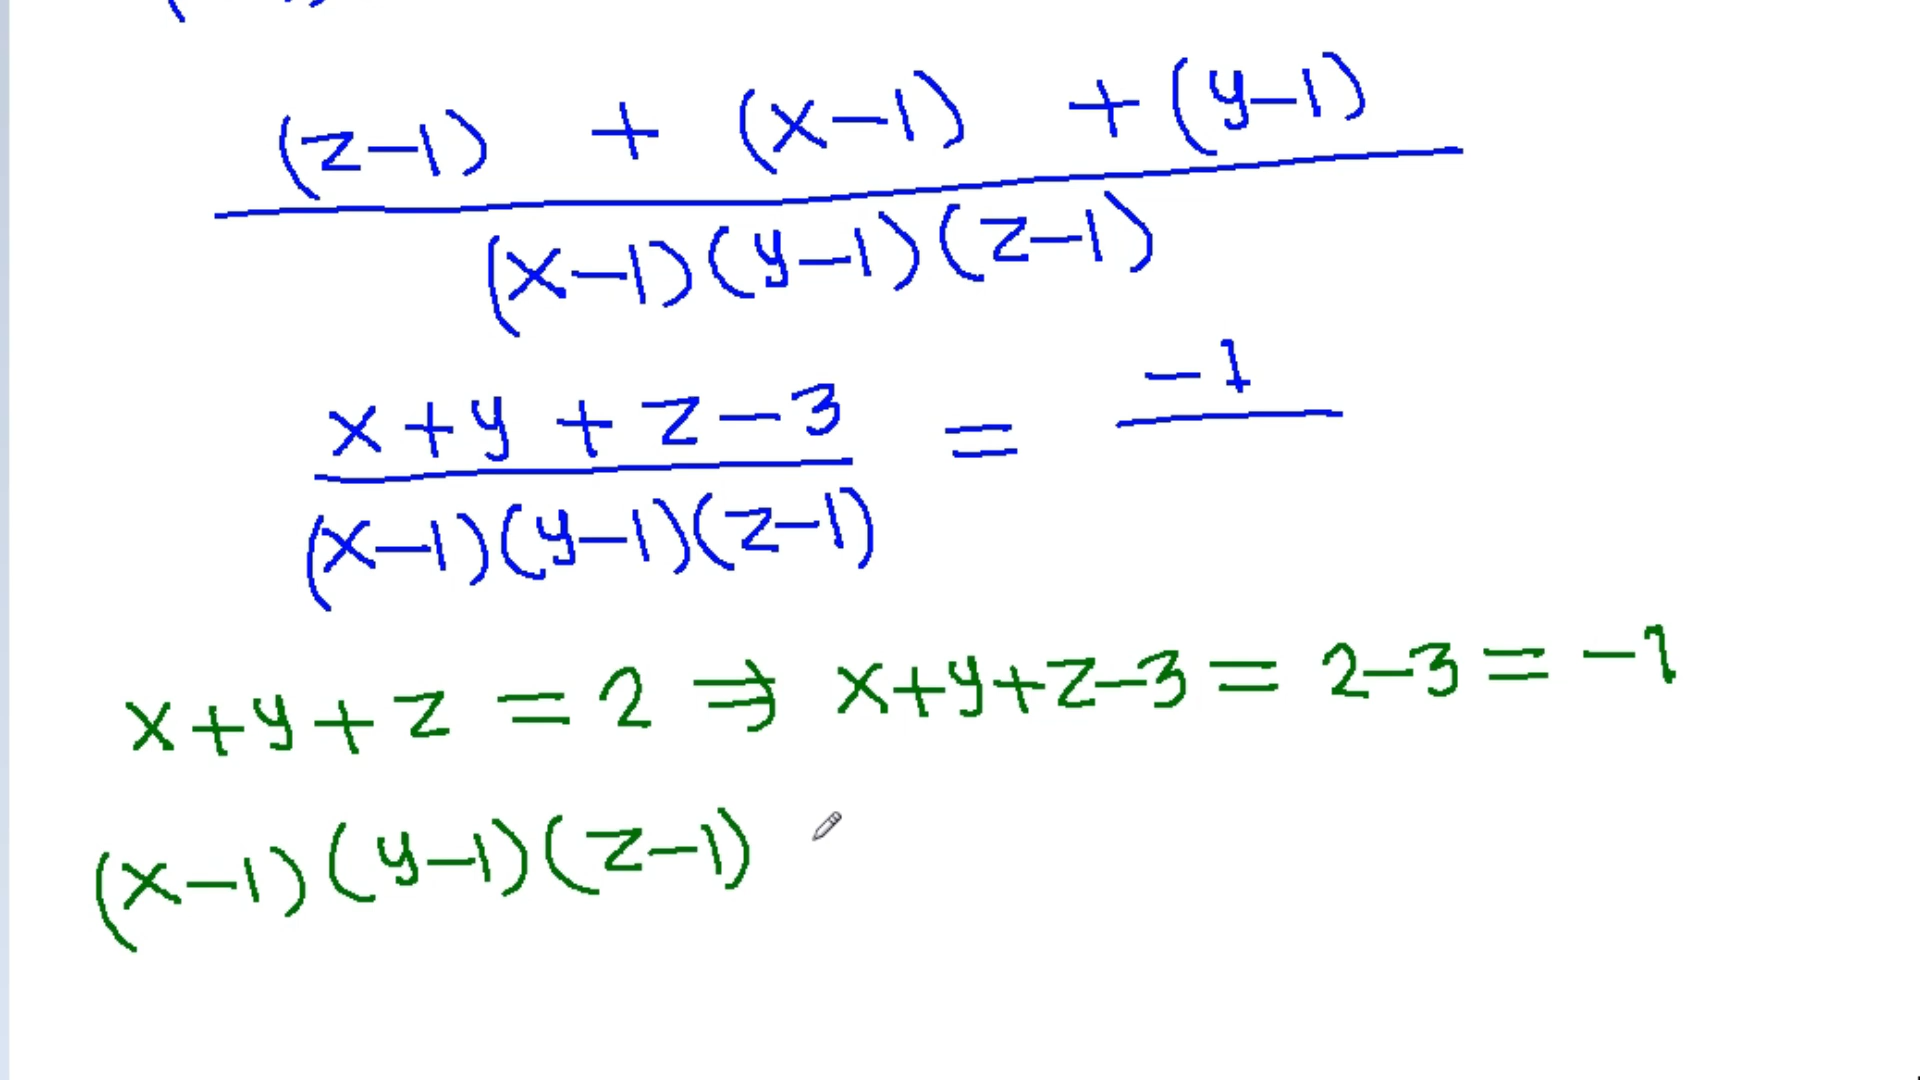 (z-1) + (x-1) + (y-1)
(x-1)(y-1)(z-1)
x+y+z-3 = -1
(x-1)(y-1)(z-1)
x+y+z = 2 ⇒ x+y+z-3 = 2-3 = -1
(x-1)(y-1)(z-1)